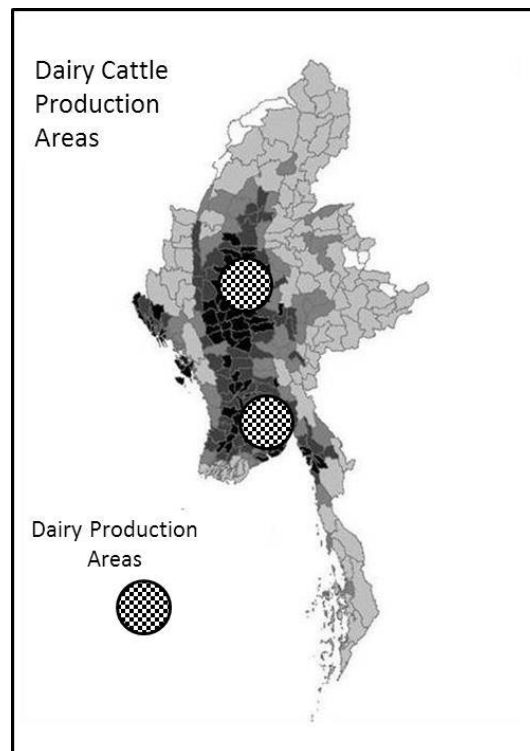 Dairy Cattle
Production
Areas
Dairy Production
Areas